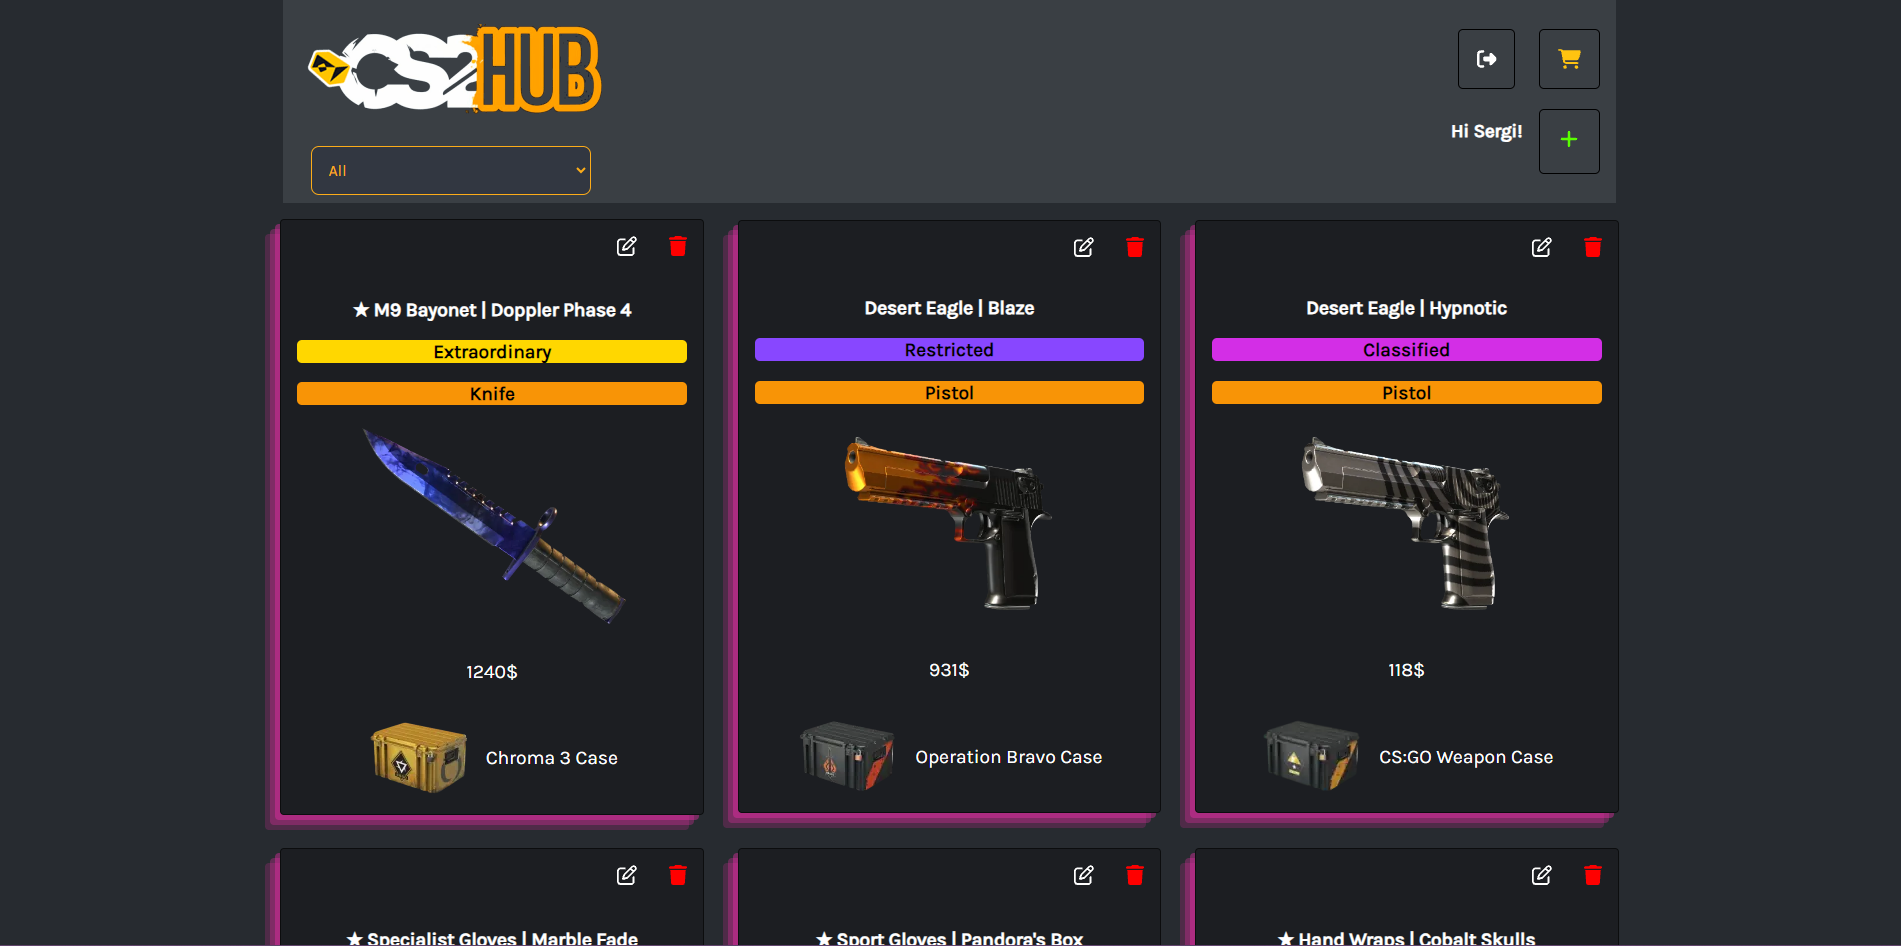 CS2HUB
Hi Sergi!
All
★ M9 Bayonet | Doppler Phase 4
Extraordinary
Knife
1240$
Chroma 3 Case
Desert Eagle | Blaze
Restricted
Pistol
931$
Operation Bravo Case
Desert Eagle | Hypnotic
Classified
Pistol
118$
CS:GO Weapon Case
★ Specialist Gloves | Marble Fade
★ Sport Gloves | Pandora's Box
★ Hand Wraps | Cobalt Skulls